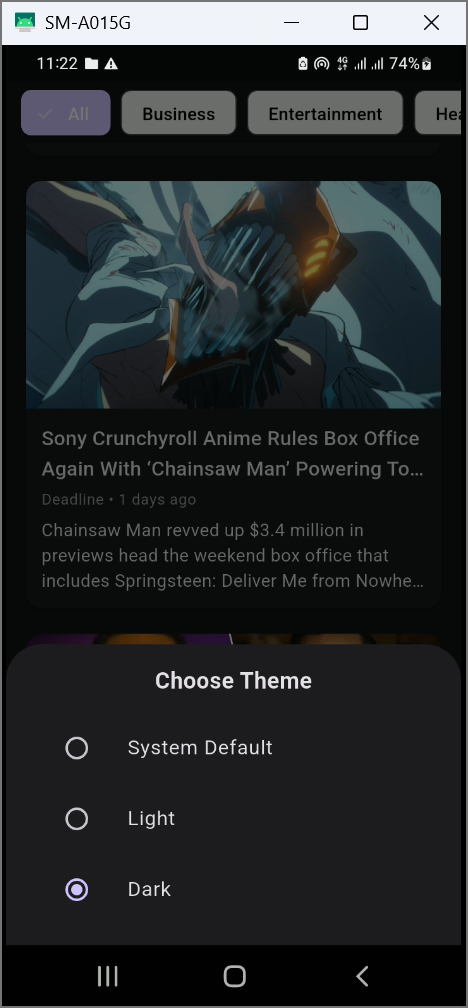 SM-A015G
11:22 4G 74%
All Business Entertainment Hea
Sony Crunchyroll Anime Rules Box Office
Again With ‘Chainsaw Man’ Powering To…
Deadline • 1 days ago
Chainsaw Man revved up $3.4 million in
previews head the weekend box office that
includes Springsteen: Deliver Me from Nowhe…
Choose Theme
System Default
Light
Dark